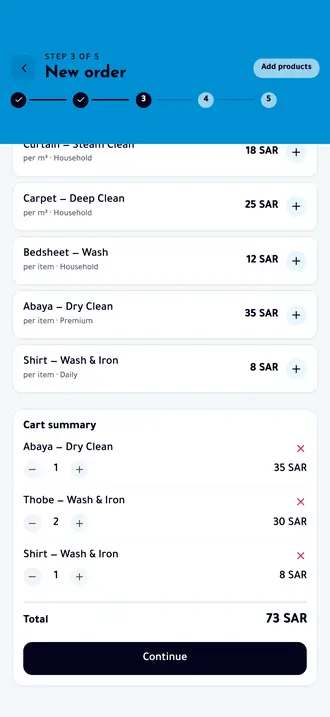 STEP 3 OF 5
New order
Add products
3
4
5
Curtain – Steam Clean
18 SAR
per m² · Household
Carpet – Deep Clean
25 SAR
per m² · Household
Bedsheet – Wash
12 SAR
per item · Household
Abaya – Dry Clean
35 SAR
per item · Premium
Shirt – Wash & Iron
8 SAR
per item · Daily
Cart summary
Abaya – Dry Clean
1
35 SAR
Thobe – Wash & Iron
2
30 SAR
Shirt – Wash & Iron
1
8 SAR
Total
73 SAR
Continue